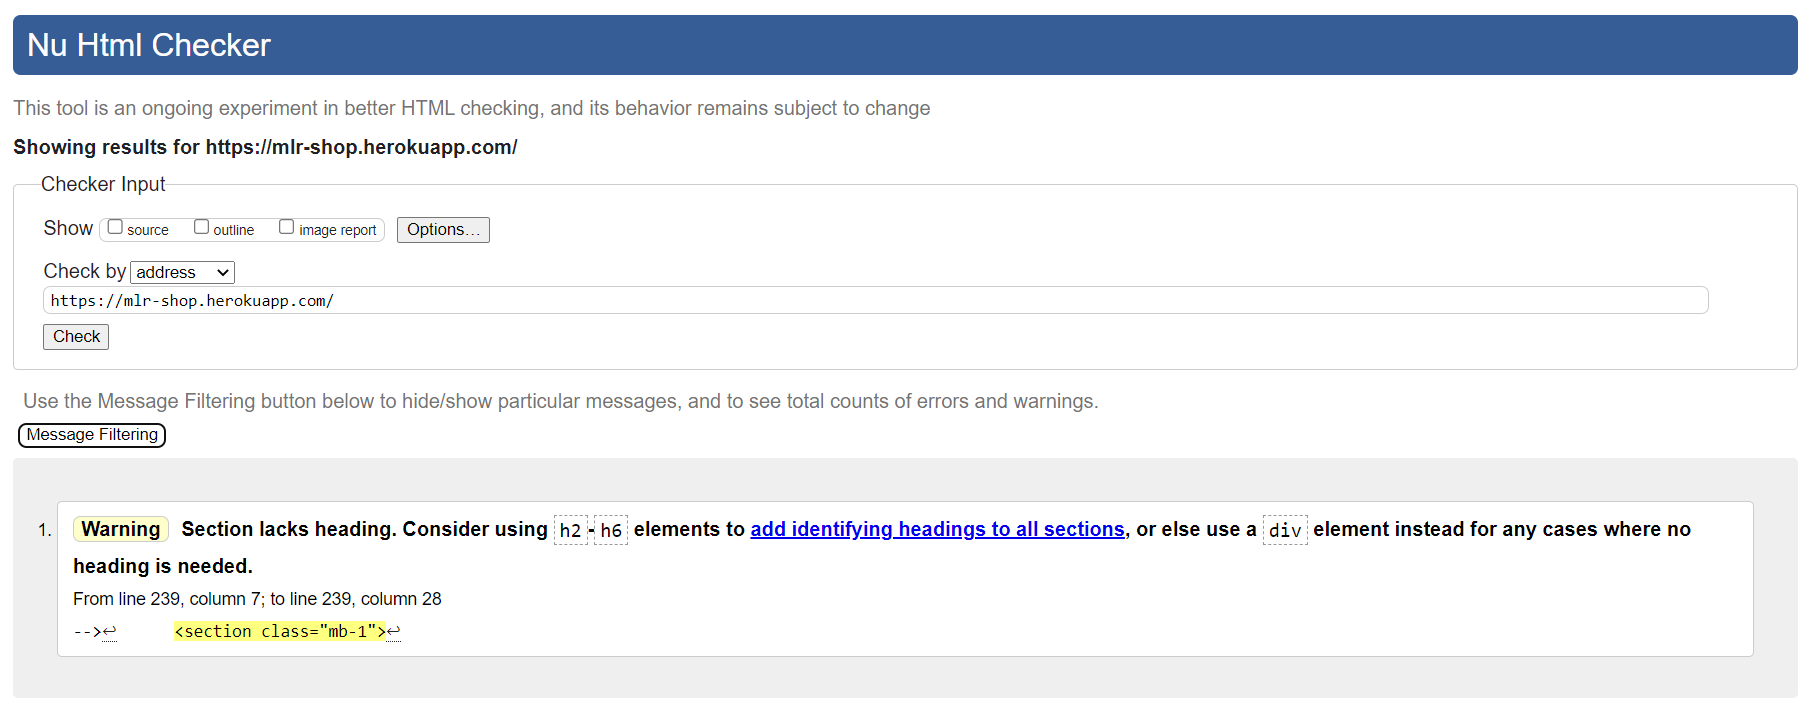 Nu Html Checker
This tool is an ongoing experiment in better HTML checking, and its behavior remains subject to change
Showing results for https://mlr-shop.herokuapp.com/
Checker Input
Show source outline image report Options...
Check by address
https://mlr-shop.herokuapp.com/
Check
Use the Message Filtering button below to hide/show particular messages, and to see total counts of errors and warnings.
Message Filtering
1. Warning Section lacks heading. Consider using h2-h6 elements to add identifying headings to all sections, or else use a div element instead for any cases where no
heading is needed.
From line 239, column 7; to line 239, column 28
-->↩ <section class="mb-1">↩